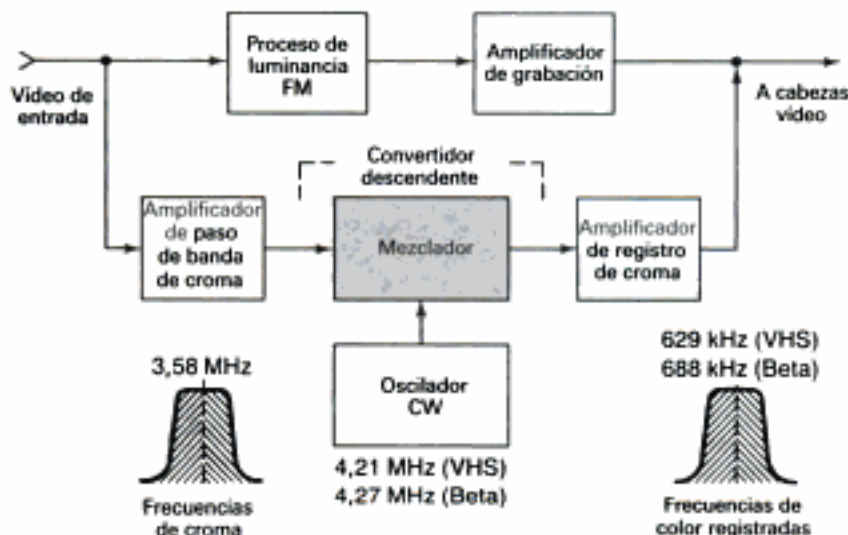 Vídeo de
entrada
Proceso de
luminancia
FM
Amplificador
de grabación
A cabezas
vídeo
Convertidor
descendente
Amplificador
de paso
de banda
de croma
Mezclador
Amplificador
de registro
de croma
Oscilador
CW
4,21 MHz (VHS)
4,27 MHz (Beta)
3,58 MHz
Frecuencias
de croma
629 kHz (VHS)
688 kHz (Beta)
Frecuencias de
color registradas